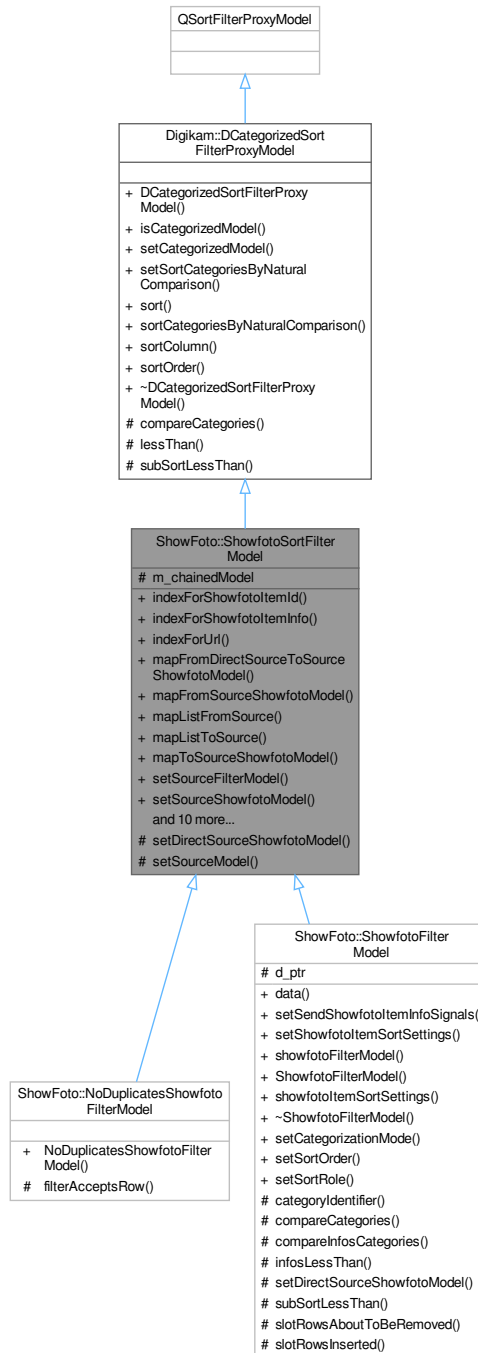 QSortFilterProxyModel
Digikam::DCategorizedSort
FilterProxyModel
+ DCategorizedSortFilterProxy
Model()
+ isCategorizedModel()
+ setCategorizedModel()
+ setSortCategoriesByNatural
Comparison()
+ sort()
+ sortCategoriesByNaturalComparison()
+ sortColumn()
+ sortOrder()
+ ~DCategorizedSortFilterProxy
Model()
# compareCategories()
# lessThan()
# subSortLessThan()
ShowFoto::ShowfotoSortFilter
Model
# m_chainedModel
+ indexForShowfotoItemId()
+ indexForShowfotoItemInfo()
+ indexForUrl()
+ mapFromDirectSourceToSource
ShowfotoModel()
+ mapFromSourceShowfotoModel()
+ mapListFromSource()
+ mapListToSource()
+ mapToSourceShowfotoModel()
+ setSourceFilterModel()
+ setSourceShowfotoModel()
and 10 more...
# setDirectSourceShowfotoModel()
# setSourceModel()
ShowFoto::NoDuplicatesShowfoto
FilterModel
+ NoDuplicatesShowfotoFilter
Model()
# filterAcceptsRow()
ShowFoto::ShowfotoFilter
Model
# d_ptr
+ data()
+ setSendShowfotoItemInfoSignals(
+ setShowfotoItemSortSettings()
+ showfotoFilterModel()
+ ShowfotoFilterModel()
+ showfotoItemSortSettings()
+ ~ShowfotoFilterModel()
+ setCategorizationMode()
+ setSortOrder()
+ setSortRole()
# categoryIdentifier()
# compareCategories()
# compareInfosCategories()
# infosLessThan()
# setDirectSourceShowfotoModel()
# subSortLessThan()
# slotRowsAboutToBeRemoved()
# slotRowsInserted()